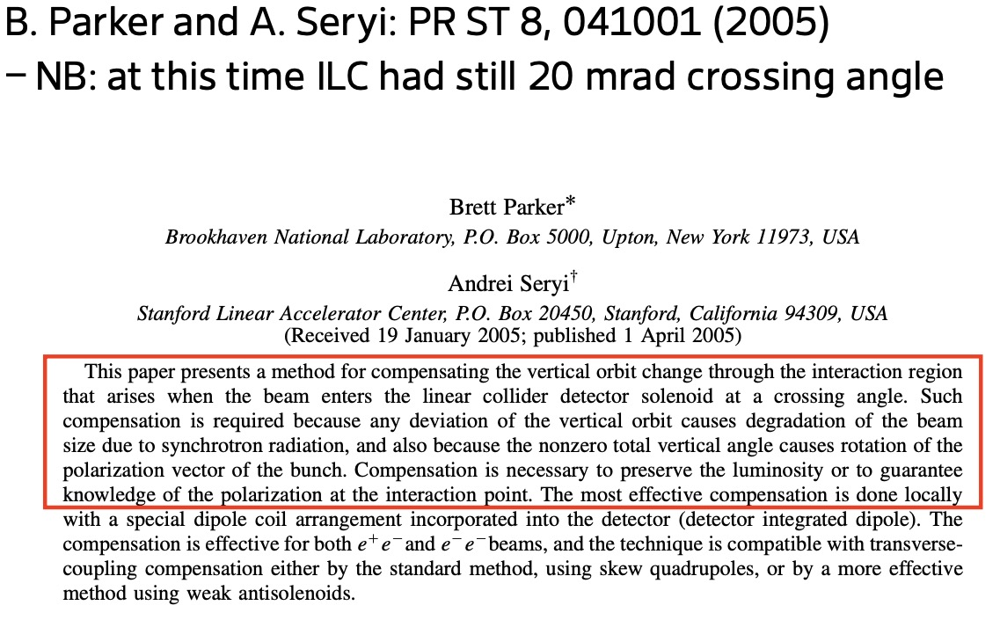 B. Parker and A. Seryi: PR ST 8, 041001 (2005)
– NB: at this time ILC had still 20 mrad crossing angle
Brett Parker*
Brookhaven National Laboratory, P.O. Box 5000, Upton, New York 11973, USA
Andrei Seryi†
Stanford Linear Accelerator Center, P.O. Box 20450, Stanford, California 94309, USA
(Received 19 January 2005; published 1 April 2005)
This paper presents a method for compensating the vertical orbit change through the interaction region
that arises when the beam enters the linear collider detector solenoid at a crossing angle. Such
compensation is required because any deviation of the vertical orbit causes degradation of the beam
size due to synchrotron radiation, and also because the nonzero total vertical angle causes rotation of the
polarization vector of the bunch. Compensation is necessary to preserve the luminosity or to guarantee
knowledge of the polarization at the interaction point. The most effective compensation is done locally
with a special dipole coil arrangement incorporated into the detector (detector integrated dipole). The
compensation is effective for both e⁺e⁻ and e⁻e⁻ beams, and the technique is compatible with transverse-
coupling compensation either by the standard method, using skew quadrupoles, or by a more effective
method using weak antisolenoids.